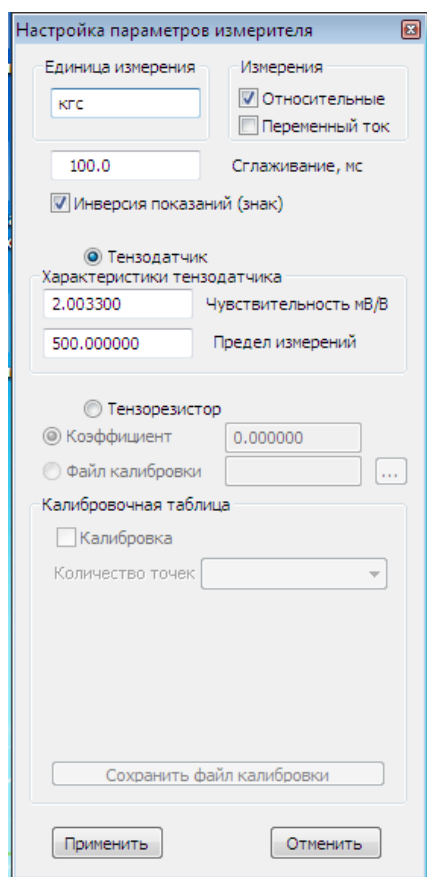 Настройка параметров измерителя
Единица измерения
Измерения
кгс
Относительные
Переменный ток
100.0 Сглаживание, мс
Инверсия показаний (знак)
Тензодатчик
Характеристики тензодатчика
2.003300 Чувствительность мВ/В
500.000000 Предел измерений
Тензорезистор
Коэффициент 0.000000
Файл калибровки ...
Калибровочная таблица
Калибровка
Количество точек
Сохранить файл калибровки
Применить Отменить